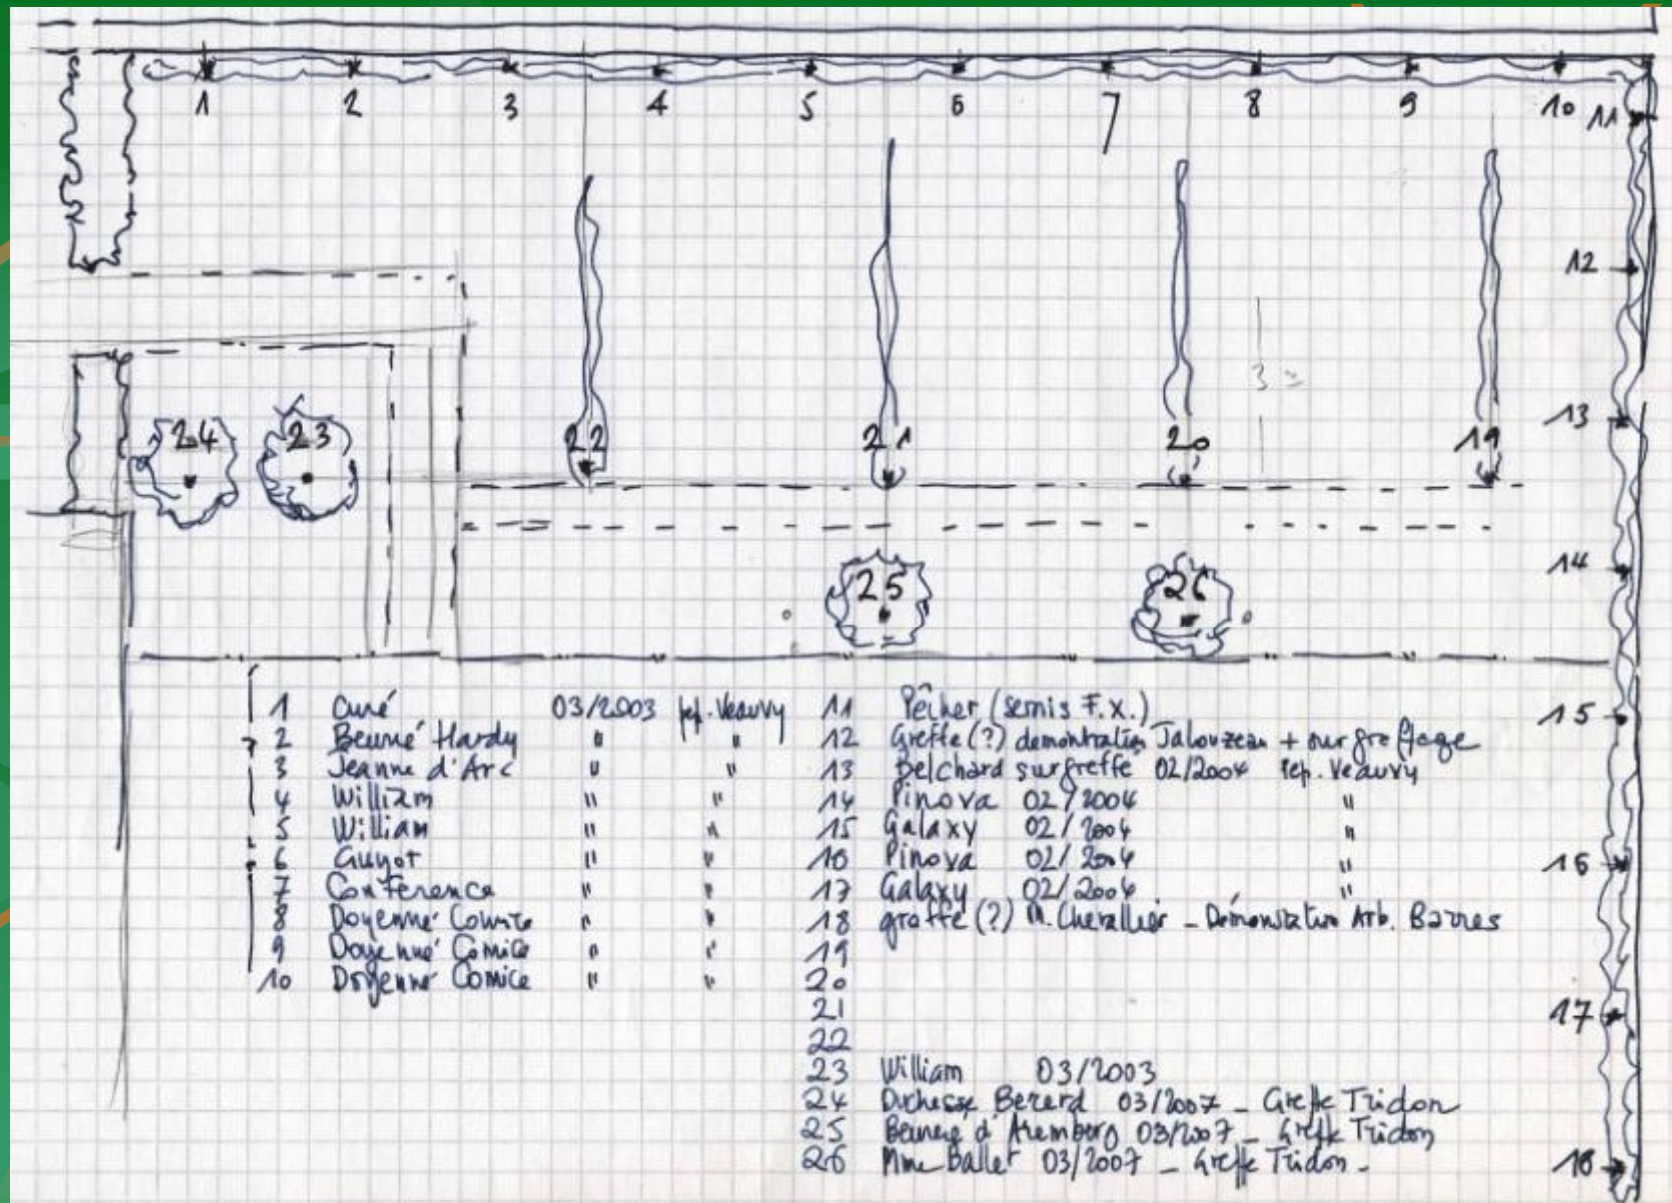 1 2 3 4 5 6 7 8 9 10 11
12
3
13
24 23 22 21 20 19
14
25 26
15
16
17
18
1 Curé 03/2003 pep. Veauvy
2 Beurré Hardy " "
3 Jeanne d'Arc " "
4 William " "
5 William " "
6 Guyot " "
7 Conférence " "
8 Doyenné Comice " "
9 Doyenné Comice " "
10 Doyenné Comice " "
11 Pêcher (semis F.X.)
12 Greffe (?) démontration Jalouzeau + surgreffage
13 Belchard surgreffé 02/2004 pep. Veauvy
14 Pinova 02/2004 "
15 Galaxy 02/2004 "
16 Pinova 02/2004 "
17 Galaxy 02/2004 "
18 greffe (?) M. Chevallier - Démonstration Arb. Barres
19
20
21
22
23 William 03/2003
24 Duchesse Bererd 03/2007 - Greffe Tridon
25 Beurré d'Aremberg 03/2007 - Greffe Tridon
26 Mme Ballet 03/2007 - Greffe Tridon -